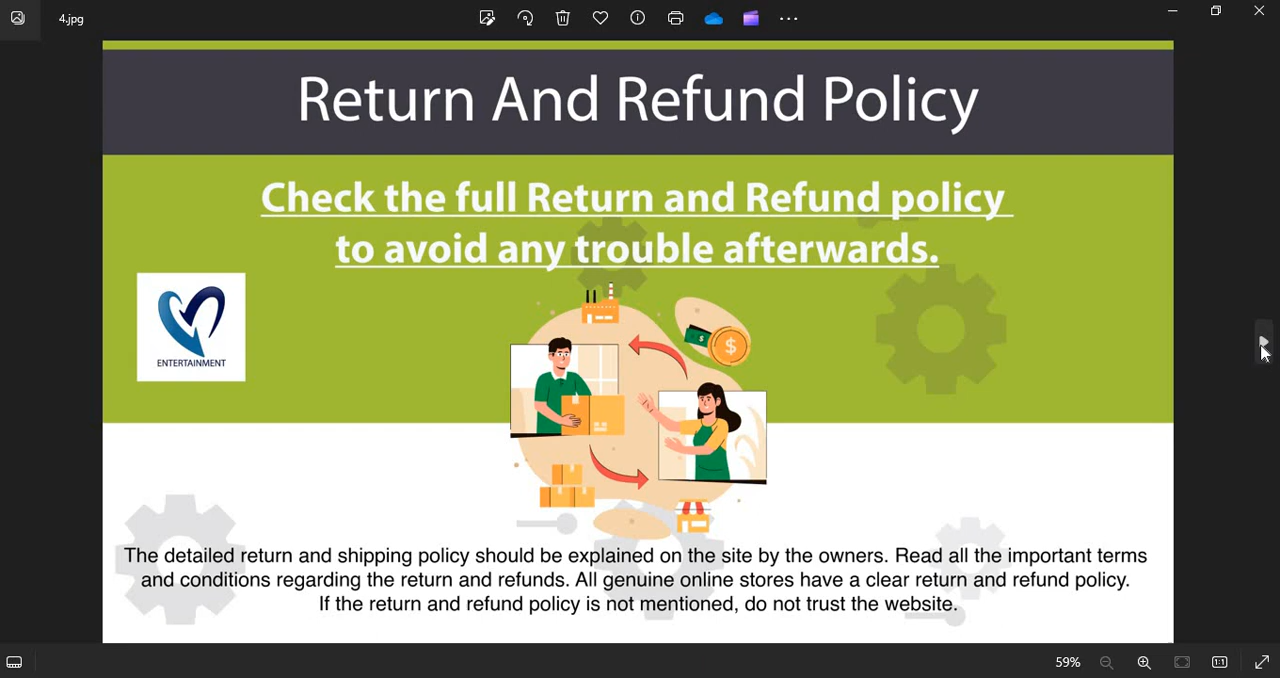 4.jpg
Return And Refund Policy
Check the full Return and Refund policy
to avoid any trouble afterwards.
ENTERTAINMENT
The detailed return and shipping policy should be explained on the site by the owners. Read all the important terms
and conditions regarding the return and refunds. All genuine online stores have a clear return and refund policy.
If the return and refund policy is not mentioned, do not trust the website.
59%
1:1